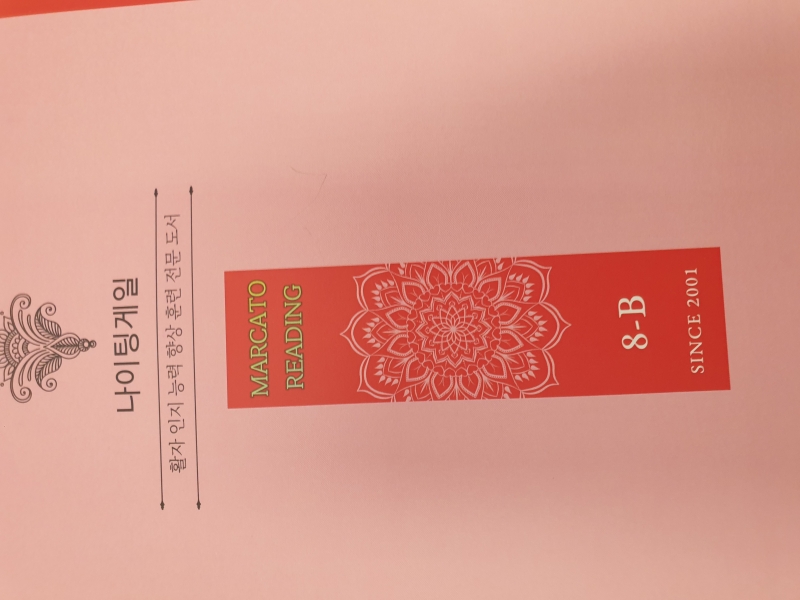 나이팅게일
활자 인지 능력 향상 훈련 전문 도서
MARCATO
READING
8-B
SINCE 2001